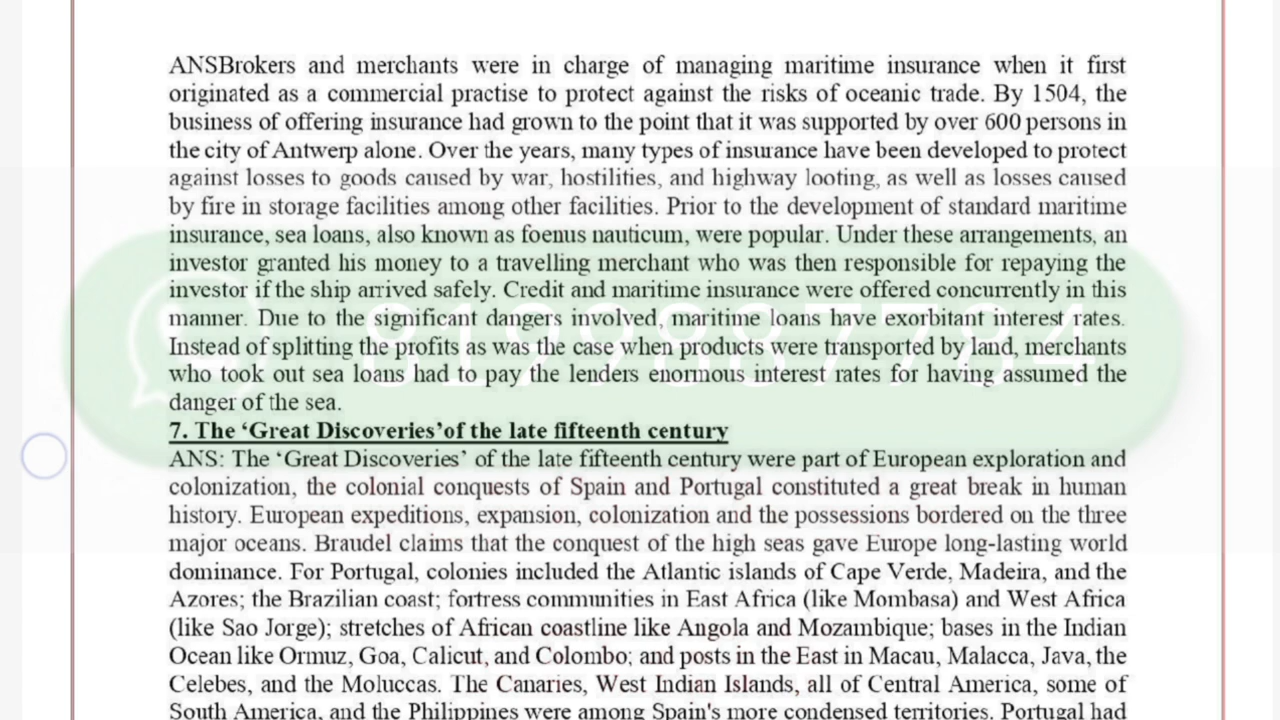 ANSBrokers and merchants were in charge of managing maritime insurance when it first
originated as a commercial practise to protect against the risks of oceanic trade. By 1504, the
business of offering insurance had grown to the point that it was supported by over 600 persons in
the city of Antwerp alone. Over the years, many types of insurance have been developed to protect
against losses to goods caused by war, hostilities, and highway looting, as well as losses caused
by fire in storage facilities among other facilities. Prior to the development of standard maritime
insurance, sea loans, also known as foenus nauticum, were popular. Under these arrangements, an
investor granted his money to a travelling merchant who was then responsible for repaying the
investor if the ship arrived safely. Credit and maritime insurance were offered concurrently in this
manner. Due to the significant dangers involved, maritime loans have exorbitant interest rates.
Instead of splitting the profits as was the case when products were transported by land, merchants
who took out sea loans had to pay the lenders enormous interest rates for having assumed the
danger of the sea.
7. The ‘Great Discoveries’of the late fifteenth century
ANS: The ‘Great Discoveries’ of the late fifteenth century were part of European exploration and
colonization, the colonial conquests of Spain and Portugal constituted a great break in human
history. European expeditions, expansion, colonization and the possessions bordered on the three
major oceans. Braudel claims that the conquest of the high seas gave Europe long-lasting world
dominance. For Portugal, colonies included the Atlantic islands of Cape Verde, Madeira, and the
Azores; the Brazilian coast; fortress communities in East Africa (like Mombasa) and West Africa
(like Sao Jorge); stretches of African coastline like Angola and Mozambique; bases in the Indian
Ocean like Ormuz, Goa, Calicut, and Colombo; and posts in the East in Macau, Malacca, Java, the
Celebes, and the Moluccas. The Canaries, West Indian Islands, all of Central America, some of
South America, and the Philippines were among Spain's more condensed territories. Portugal had